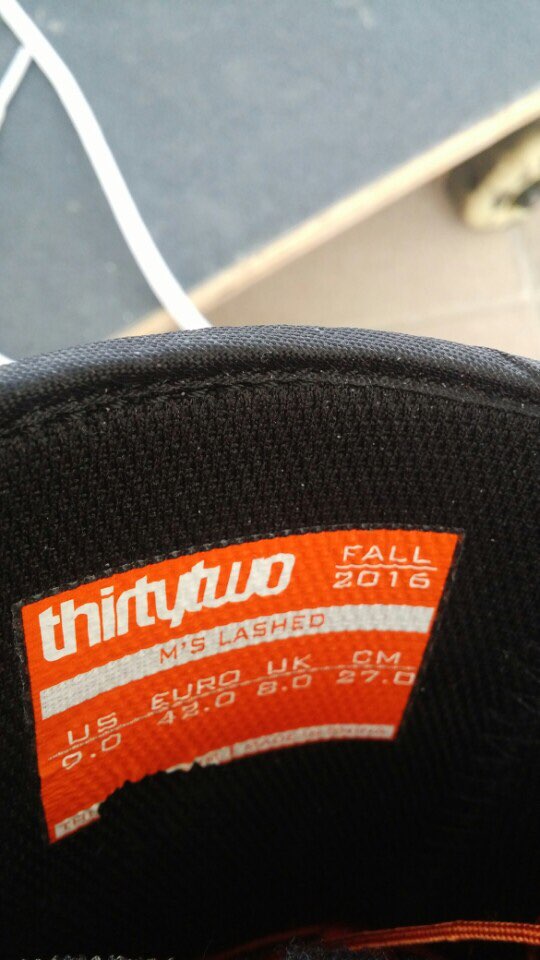 thirtytwo
FALL
2016
M'S LASHED
US EURO UK CM
9.0 42.0 8.0 27.0